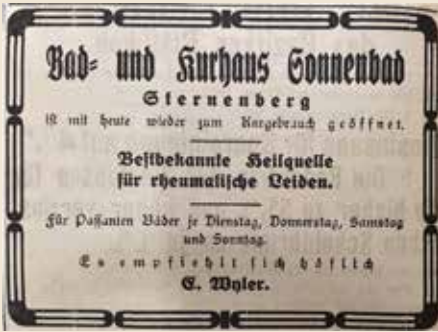 Bad- und Kurhaus Sonnenbad
Sternenberg
ist mit heute wieder zum Kurgebrauch geöffnet.
Bestbekannte Heilquelle
für rheumatische Leiden.
Für Passanten Bäder je Dienstag, Donnerstag, Samstag
und Sonntag.
Es empfiehlt sich höflich
E. Wyler.